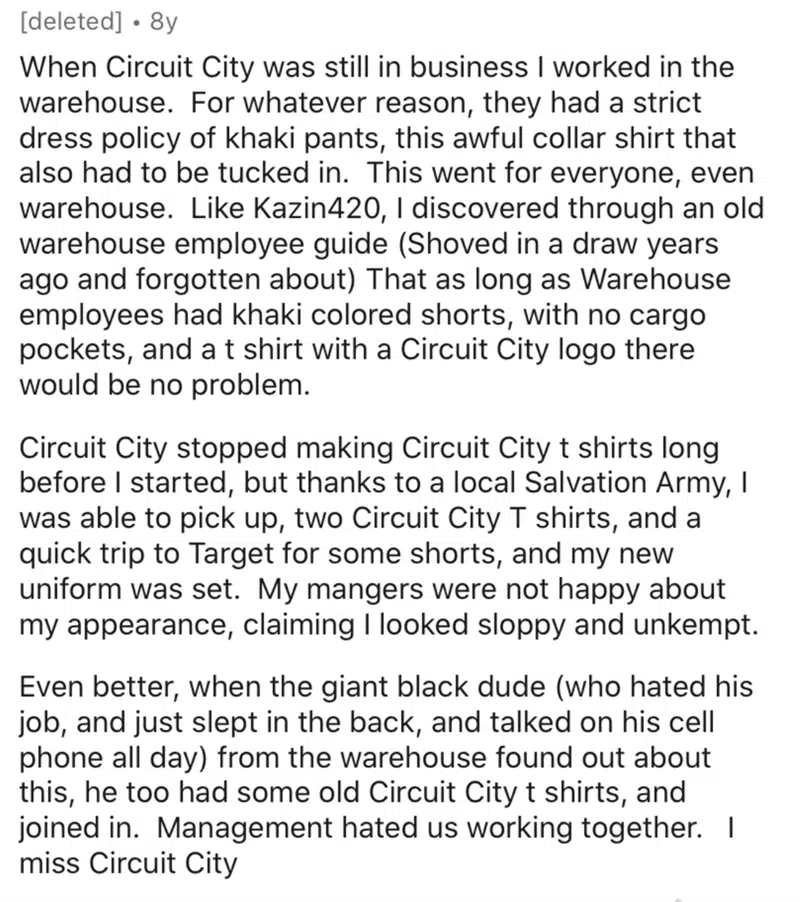 [deleted] • 8y
When Circuit City was still in business I worked in the
warehouse.  For whatever reason, they had a strict
dress policy of khaki pants, this awful collar shirt that
also had to be tucked in.  This went for everyone, even
warehouse.  Like Kazin420, I discovered through an old
warehouse employee guide (Shoved in a draw years
ago and forgotten about) That as long as Warehouse
employees had khaki colored shorts, with no cargo
pockets, and a t shirt with a Circuit City logo there
would be no problem.
Circuit City stopped making Circuit City t shirts long
before I started, but thanks to a local Salvation Army, I
was able to pick up, two Circuit City T shirts, and a
quick trip to Target for some shorts, and my new
uniform was set.  My mangers were not happy about
my appearance, claiming I looked sloppy and unkempt.
Even better, when the giant black dude (who hated his
job, and just slept in the back, and talked on his cell
phone all day) from the warehouse found out about
this, he too had some old Circuit City t shirts, and
joined in.  Management hated us working together.   I
miss Circuit City